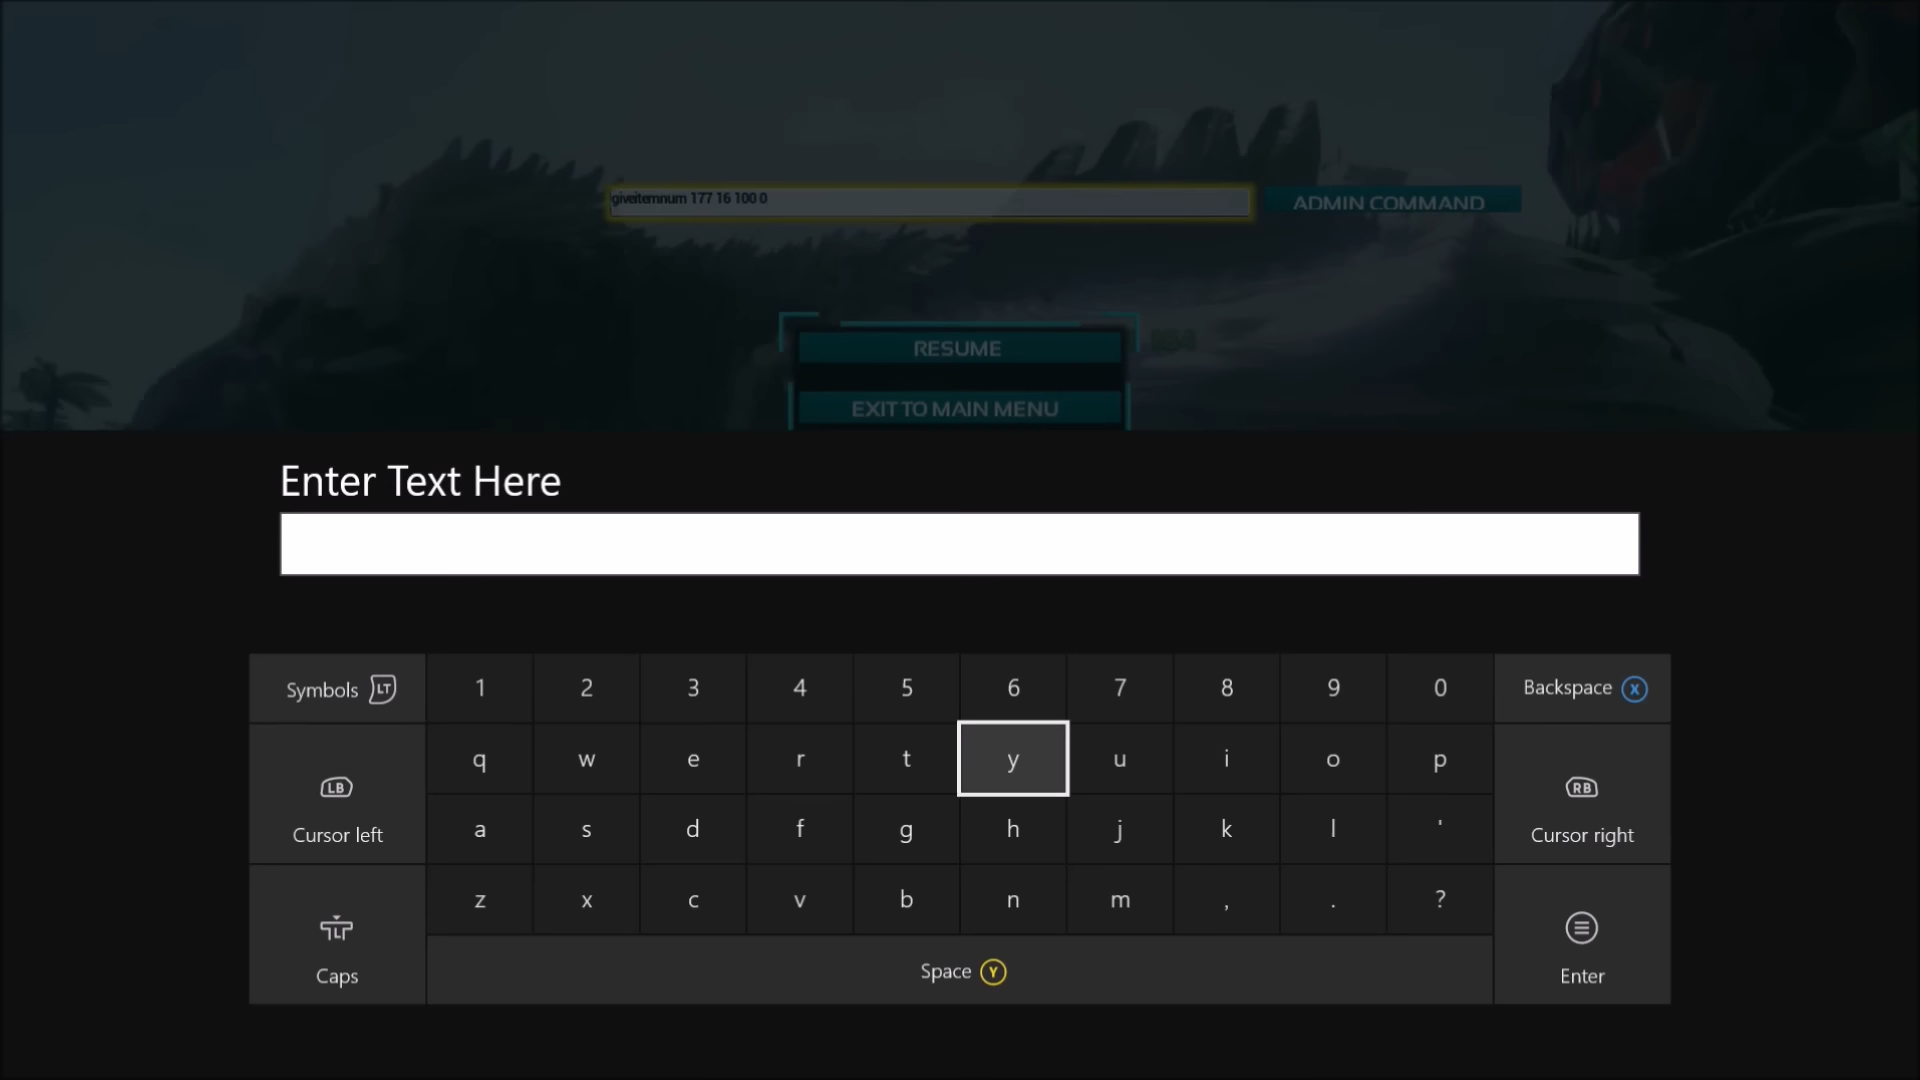 giveitemnum 177 16 100 0
ADMIN COMMAND
RESUME
EXIT TO MAIN MENU
Enter Text Here
Symbols LT 1 2 3 4 5 6 7 8 9 0 Backspace X
q w e r t y u i o p
LB Cursor left
RB Cursor right
a s d f g h j k l '
z x c v b n m , . ?
Caps
Space Y
Enter